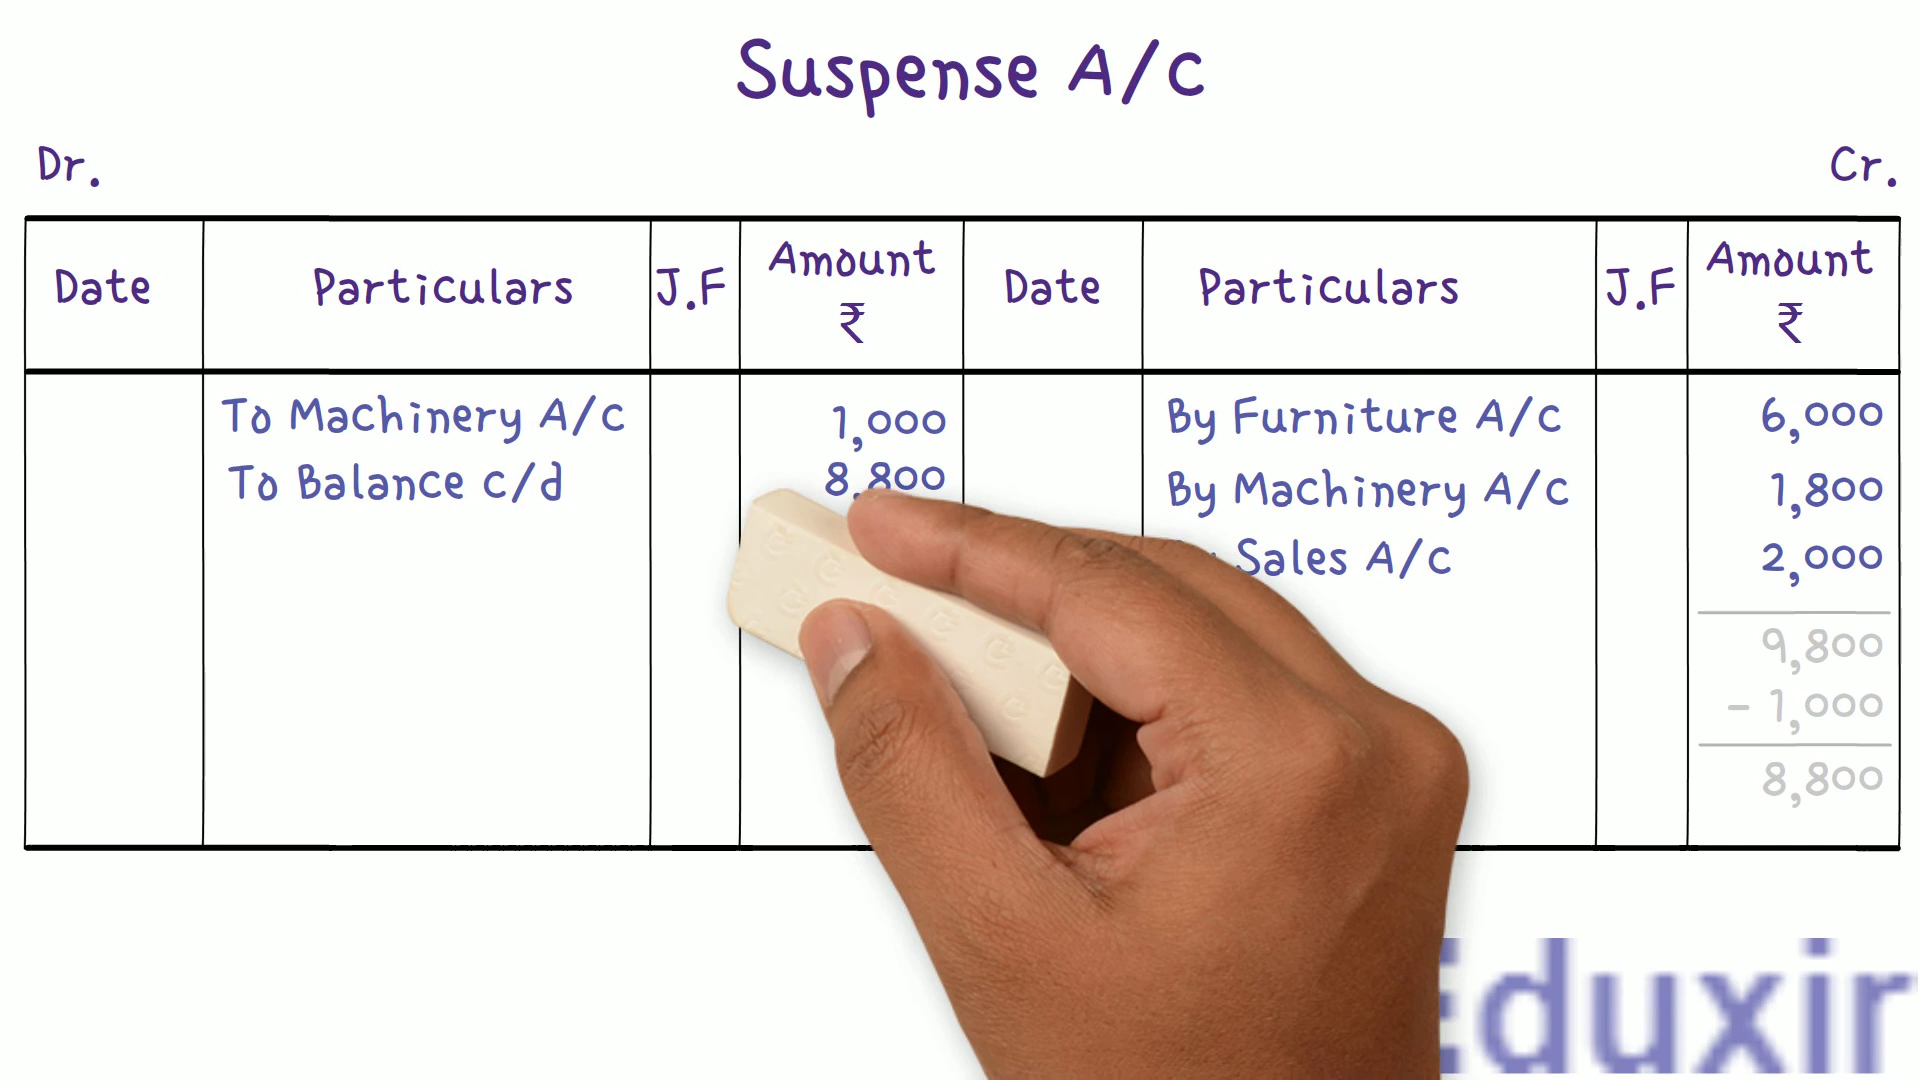 Suspense A/c
Dr. Cr.
Date Particulars J.F Amount ₹ Date Particulars J.F Amount ₹
To Machinery A/c 1,000 By Furniture A/c 6,000
To Balance c/d 8,800 By Machinery A/c 1,800
Sales A/c 2,000
9,800
- 1,000
8,800